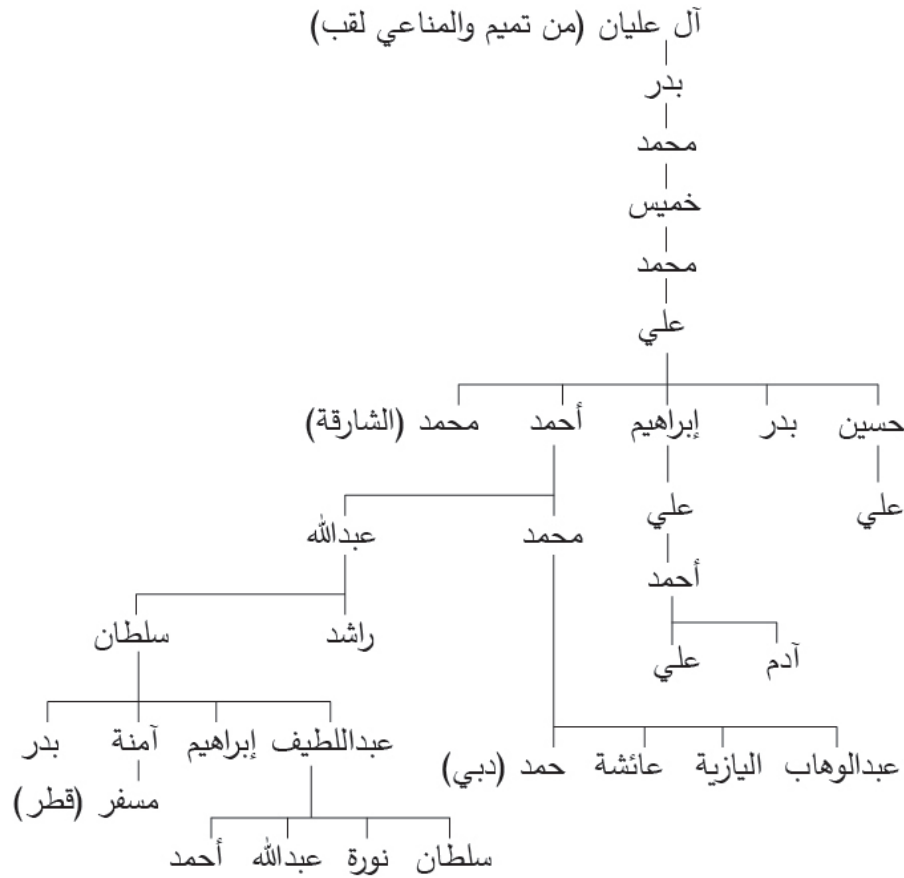 آل عليان (من تميم والمناعي لقب)
بدر
محمد
خميس
محمد
علي
حسين بدر إبراهيم أحمد محمد (الشارقة)
علي علي
محمد عبدالله
أحمد
راشد سلطان
آدم علي
عبداللطيف إبراهيم آمنة بدر
عبدالوهاب اليازية عائشة حمد (دبي)
مسفر (قطر)
سلطان نورة عبدالله أحمد